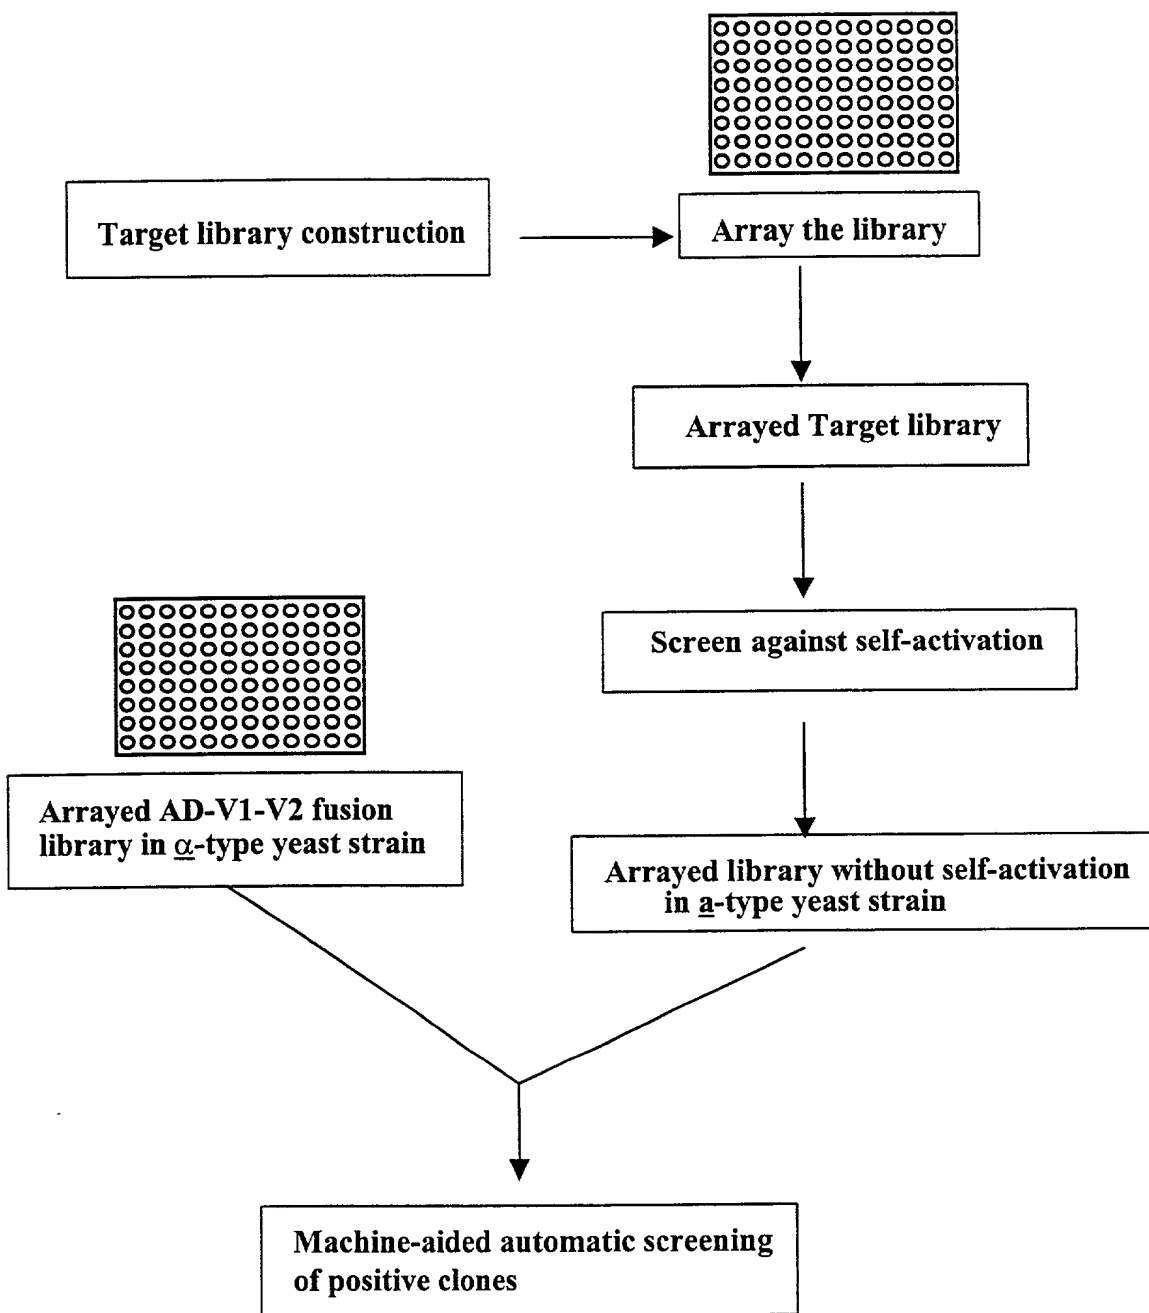 Target library construction
Array the library
Arrayed Target library
Screen against self-activation
Arrayed AD-V1-V2 fusion
library in α-type yeast strain
Arrayed library without self-activation
in a-type yeast strain
Machine-aided automatic screening
of positive clones